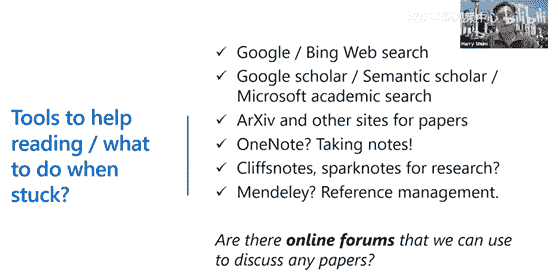 Tools to help
reading / what
to do when
stuck?
✓ Google / Bing Web search
✓ Google scholar / Semantic scholar /
Microsoft academic search
✓ ArXiv and other sites for papers
✓ OneNote? Taking notes!
✓ Cliffsnotes, sparknotes for research?
✓ Mendeley? Reference management.
Are there online forums that we can use
to discuss any papers?
bilibili
Harry Shum